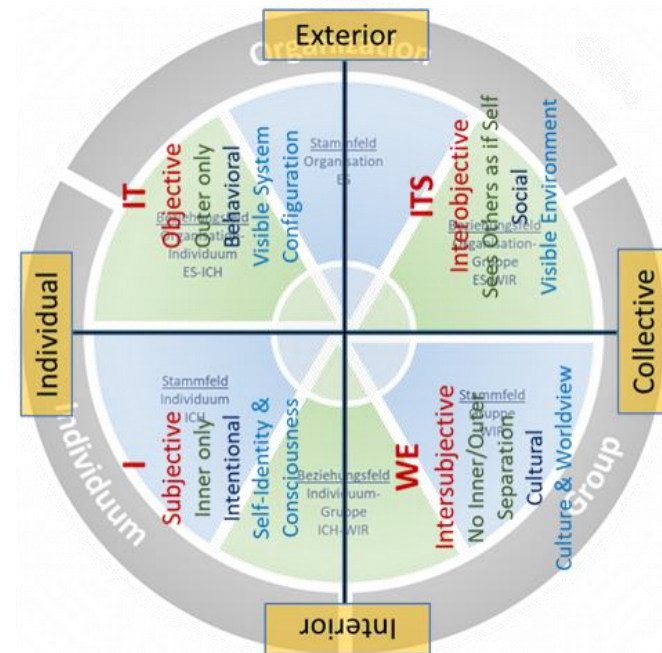 Exterior
Organization
Stammfeld
Organisation
ES
IT
Objective
Outer only
Behavioral
Visible System
Configuration
Beziehungsfeld
Organisation-
Individuum
ES-ICH
ITS
Interobjective
Sees Others as if Self
Social
Visible Environment
Beziehungsfeld
Organisation-
Gruppe
ES-WIR
Individual
Collective
Individuum
Stammfeld
Individuum
ICH
I
Subjective
Inner only
Intentional
Self-Identity &
Consciousness
Beziehungsfeld
Individuum-
Gruppe
ICH-WIR
WE
Intersubjective
No Inner/Outer
Separation
Cultural
Culture & Worldview
Stammfeld
Gruppe
WIR
Group
Interior